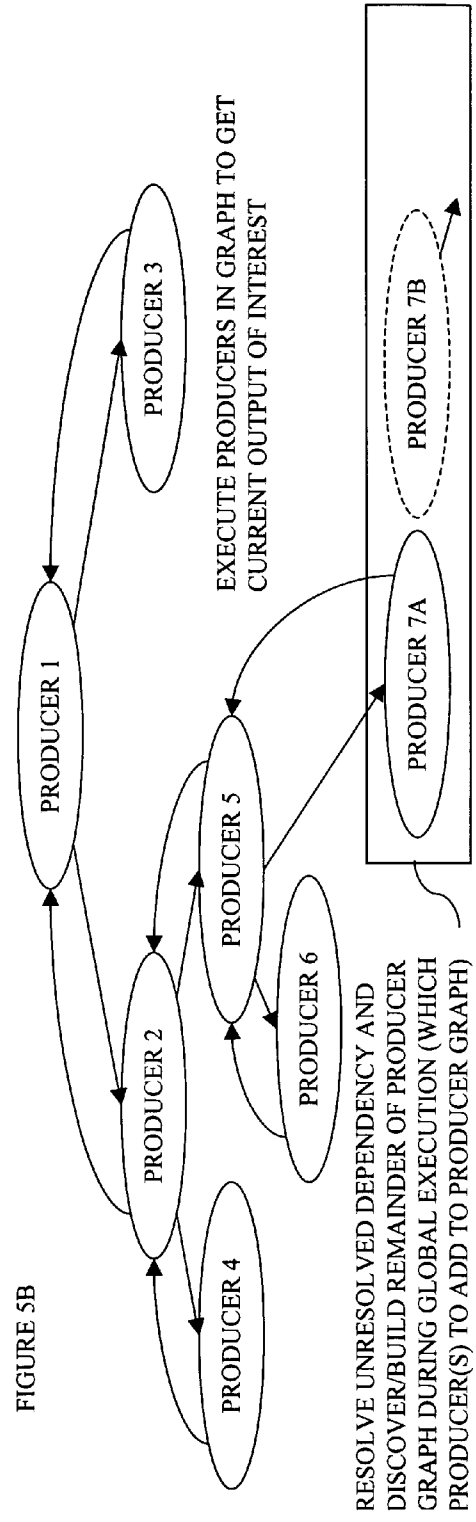 FIGURE 5B
PRODUCER 1
PRODUCER 2
PRODUCER 3
PRODUCER 4
PRODUCER 5
PRODUCER 6
EXECUTE PRODUCERS IN GRAPH TO GET
CURRENT OUTPUT OF INTEREST
PRODUCER 7A
PRODUCER 7B
RESOLVE UNRESOLVED DEPENDENCY AND
DISCOVER/BUILD REMAINDER OF PRODUCER
GRAPH DURING GLOBAL EXECUTION (WHICH
PRODUCER(S) TO ADD TO PRODUCER GRAPH)